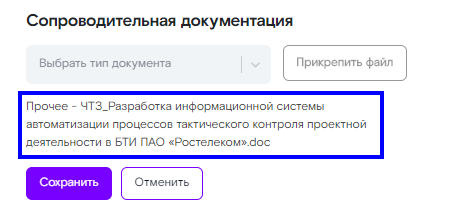 Сопроводительная документация
Выбрать тип документа
Прикрепить файл
Прочее - ЧТЗ_Разработка информационной системы
автоматизации процессов тактического контроля проектной
деятельности в БТИ ПАО «Ростелеком».doc
Сохранить
Отменить